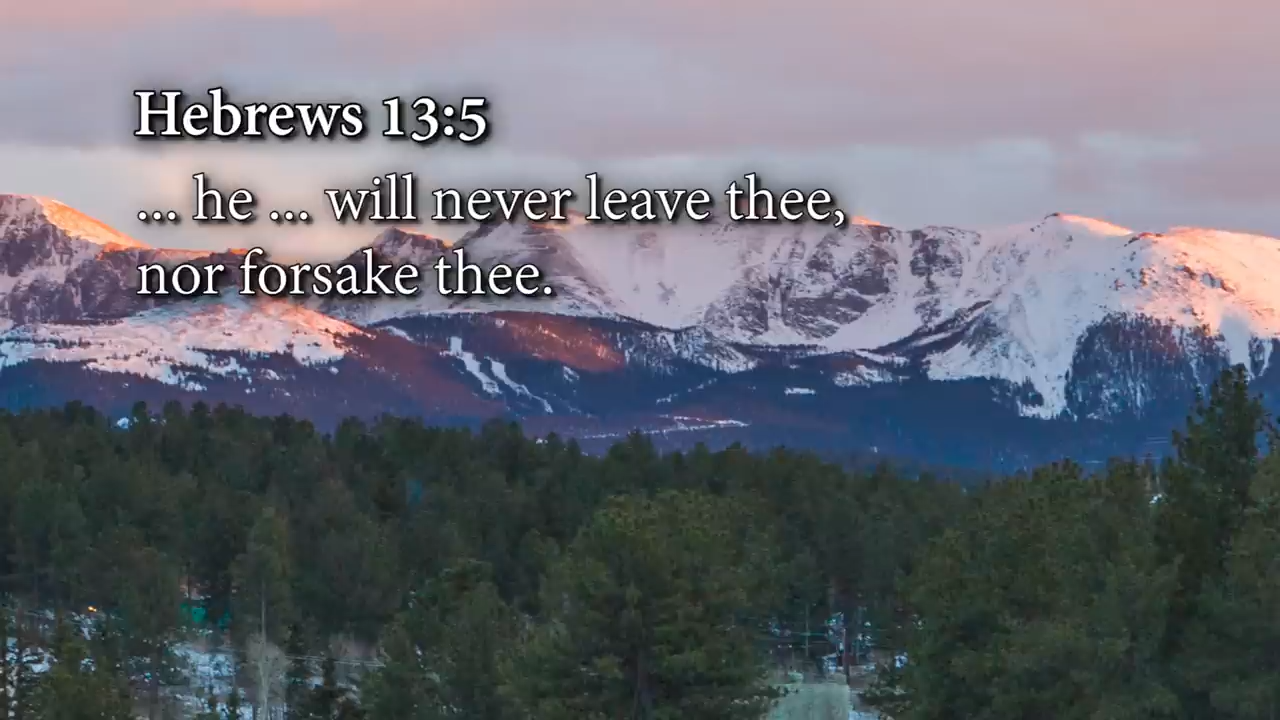 Hebrews 13:5
... he ... will never leave thee,
nor forsake thee.